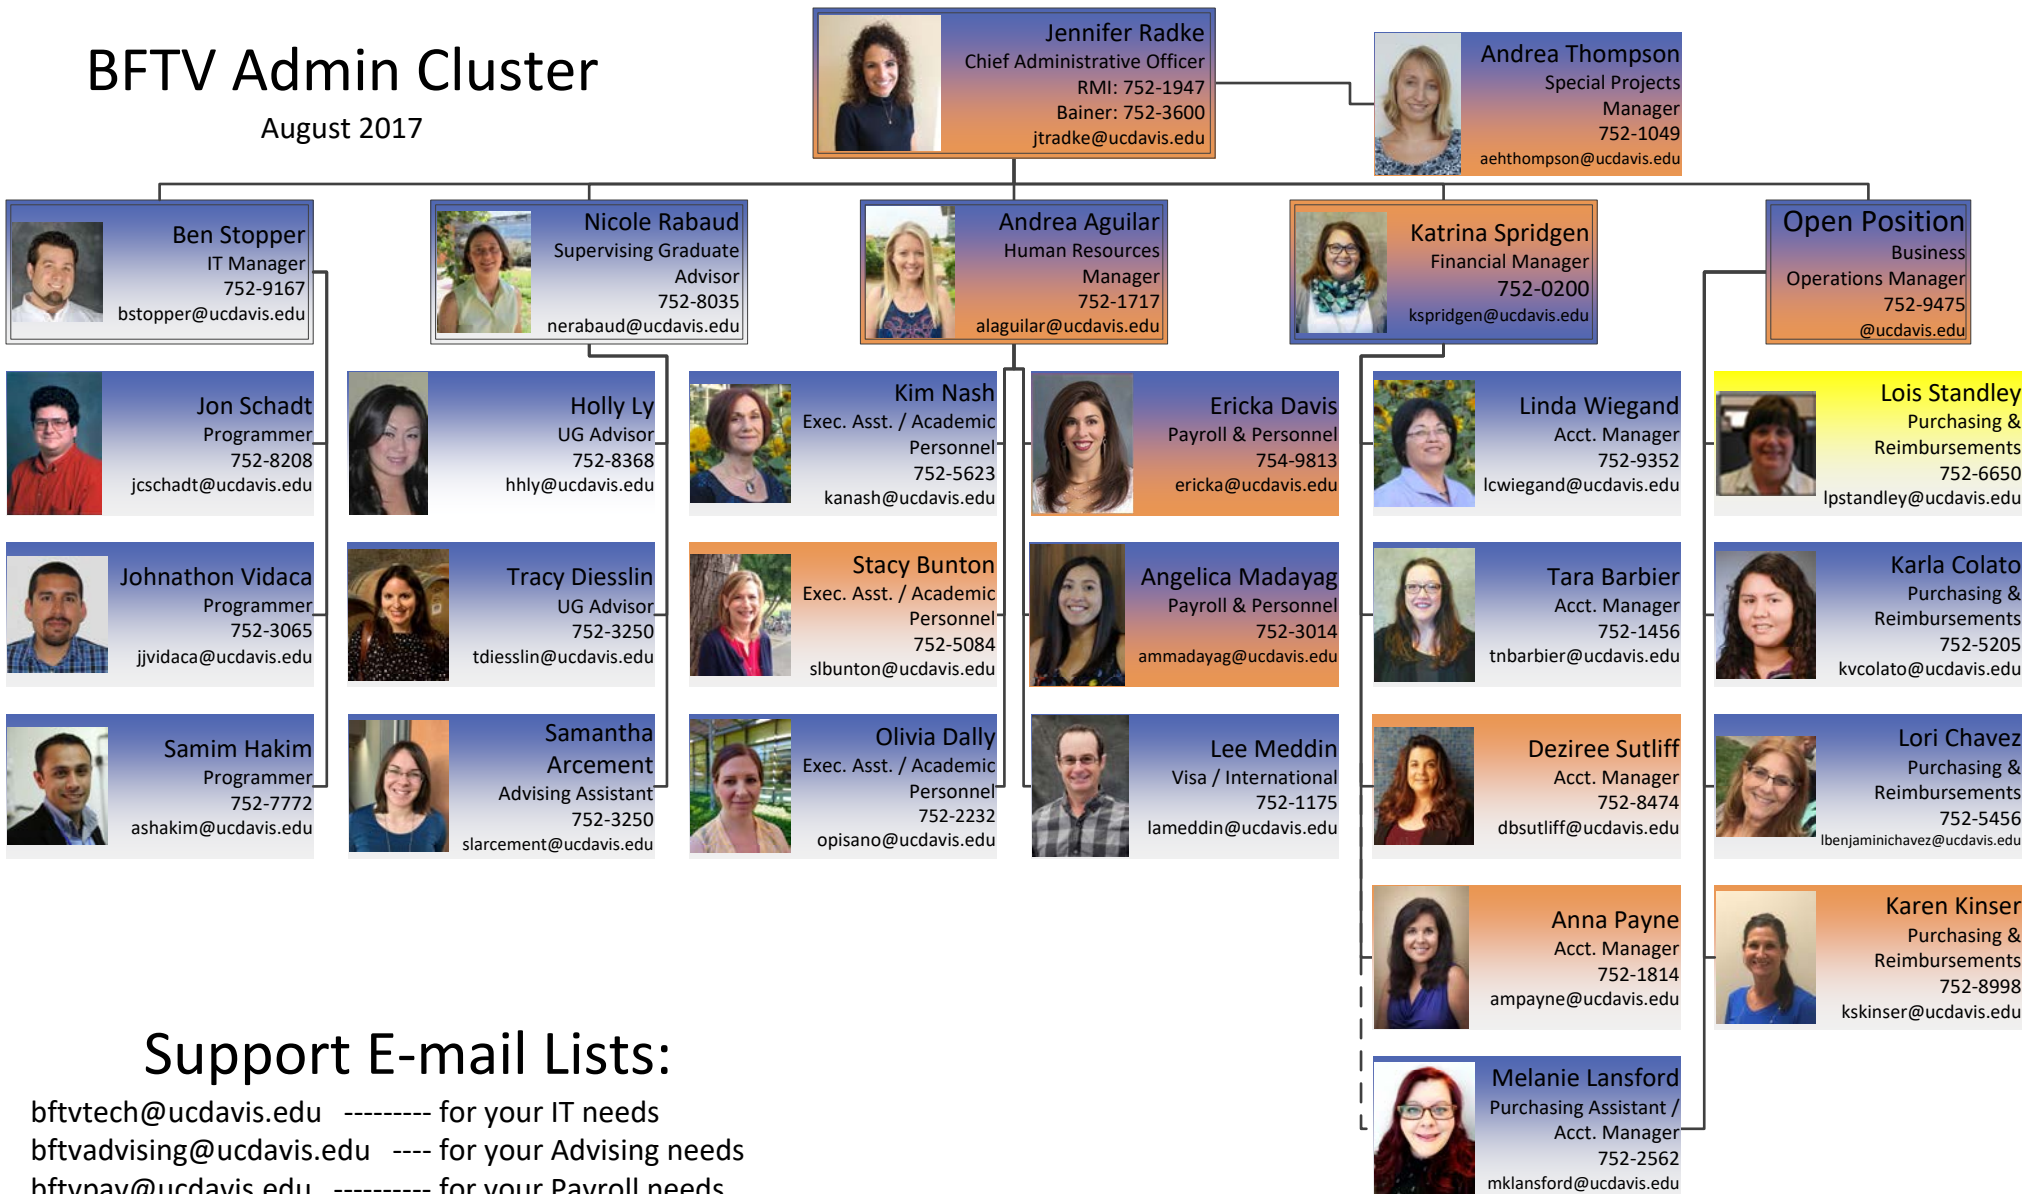 BFTV Admin Cluster
August 2017
Jennifer Radke
Chief Administrative Officer
RMI: 752-1947
Bainer: 752-3600
jtradke@ucdavis.edu
Andrea Thompson
Special Projects
Manager
752-1049
aehthompson@ucdavis.edu
Ben Stopper
IT Manager
752-9167
bstopper@ucdavis.edu
Nicole Rabaud
Supervising Graduate
Advisor
752-8035
nerabaud@ucdavis.edu
Andrea Aguilar
Human Resources
Manager
752-1717
alaguilar@ucdavis.edu
Katrina Spridgen
Financial Manager
752-0200
kspridgen@ucdavis.edu
Open Position
Business
Operations Manager
752-9475
@ucdavis.edu
Jon Schadt
Programmer
752-8208
jcschadt@ucdavis.edu
Holly Ly
UG Advisor
752-8368
hhly@ucdavis.edu
Kim Nash
Exec. Asst. / Academic
Personnel
752-5623
kanash@ucdavis.edu
Ericka Davis
Payroll & Personnel
754-9813
ericka@ucdavis.edu
Linda Wiegand
Acct. Manager
752-9352
lcwiegand@ucdavis.edu
Lois Standley
Purchasing &
Reimbursements
752-6650
lpstandley@ucdavis.edu
Johnathon Vidaca
Programmer
752-3065
jjvidaca@ucdavis.edu
Tracy Diesslin
UG Advisor
752-3250
tdiesslin@ucdavis.edu
Stacy Bunton
Exec. Asst. / Academic
Personnel
752-5084
slbunton@ucdavis.edu
Angelica Madayag
Payroll & Personnel
752-3014
ammadayag@ucdavis.edu
Tara Barbier
Acct. Manager
752-1456
tnbarbier@ucdavis.edu
Karla Colato
Purchasing &
Reimbursements
752-5205
kvcolato@ucdavis.edu
Samim Hakim
Programmer
752-7772
ashakim@ucdavis.edu
Samantha
Arcement
Advising Assistant
752-3250
slarcement@ucdavis.edu
Olivia Dally
Exec. Asst. / Academic
Personnel
752-2232
opisano@ucdavis.edu
Lee Meddin
Visa / International
752-1175
lameddin@ucdavis.edu
Deziree Sutliff
Acct. Manager
752-8474
dbsutliff@ucdavis.edu
Lori Chavez
Purchasing &
Reimbursements
752-5456
lbenjaminichavez@ucdavis.edu
Anna Payne
Acct. Manager
752-1814
ampayne@ucdavis.edu
Karen Kinser
Purchasing &
Reimbursements
752-8998
kskinser@ucdavis.edu
Melanie Lansford
Purchasing Assistant /
Acct. Manager
752-2562
mklansford@ucdavis.edu
Support E-mail Lists:
bftvtech@ucdavis.edu --------- for your IT needs
bftvadvising@ucdavis.edu ---- for your Advising needs
bftvpay@ucdavis.edu ---------- for your Payroll needs